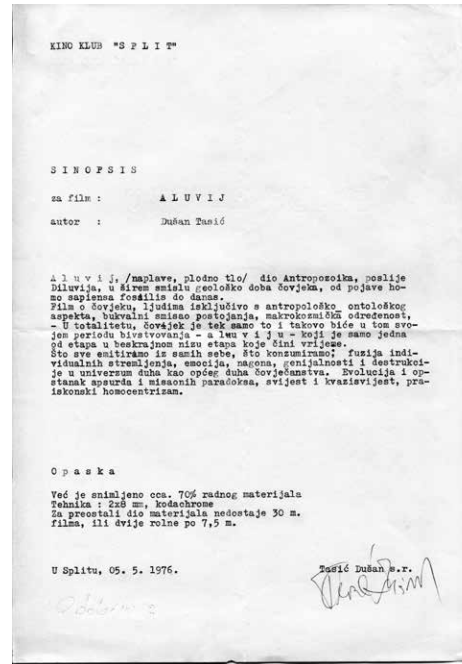 KINO KLUB "S P L I T"
S I N O P S I S
za film : A L U V I J
autor : Dušan Tasić
A l u v i j, /naplave, plodno tlo/ dio Antropozoika, poslije
Diluvija, u širem smislu geološko doba čovjeka, od pojave ho-
mo sapiensa fosilis do danas.
Film o čovjeku, ljudima isključivo s antropološko ontološkog
aspekta, bukvalni smisao postojanja, makrokozmička određenost,
- U totalitetu, čovijek je tek samo to i takovo biće u tom svo-
jem periodu bivstvovanja - a l u v i j u - koji je samo jedna
od etapa u beskrajnom nizu etapa koje čini vrijeme.
Što sve emitiramo iz samih sebe, što konzumiramo; fuzija indi-
vidualnih stremljenja, emocija, nagona, genijalnosti i destrukci-
je u univerzum duha kao općeg duha čovječanstva. Evolucija i op-
stanak apsurda i misaonih paradoksa, svijest i kvazisvijest, pra-
iskonski homocentrizam.
O p a s k a
Već je snimljeno cca. 70% radnog materijala
Tehnika : 2x8 mm, kodachrome
Za preostali dio materijala nedostaje 30 m.
filma, ili dvije rolne po 7,5 m.
U Splitu, 05. 5. 1976. Tasić Dušan s.r.